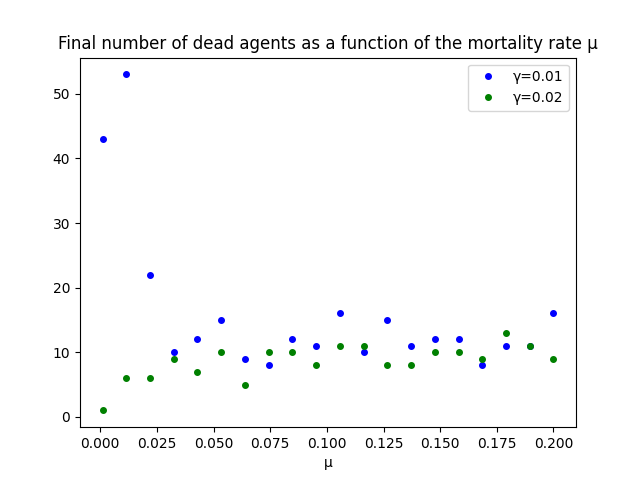 Final number of dead agents as a function of the mortality rate μ
γ=0.01
γ=0.02
50
40
30
20
10
0
0.000 0.025 0.050 0.075 0.100 0.125 0.150 0.175 0.200
μ